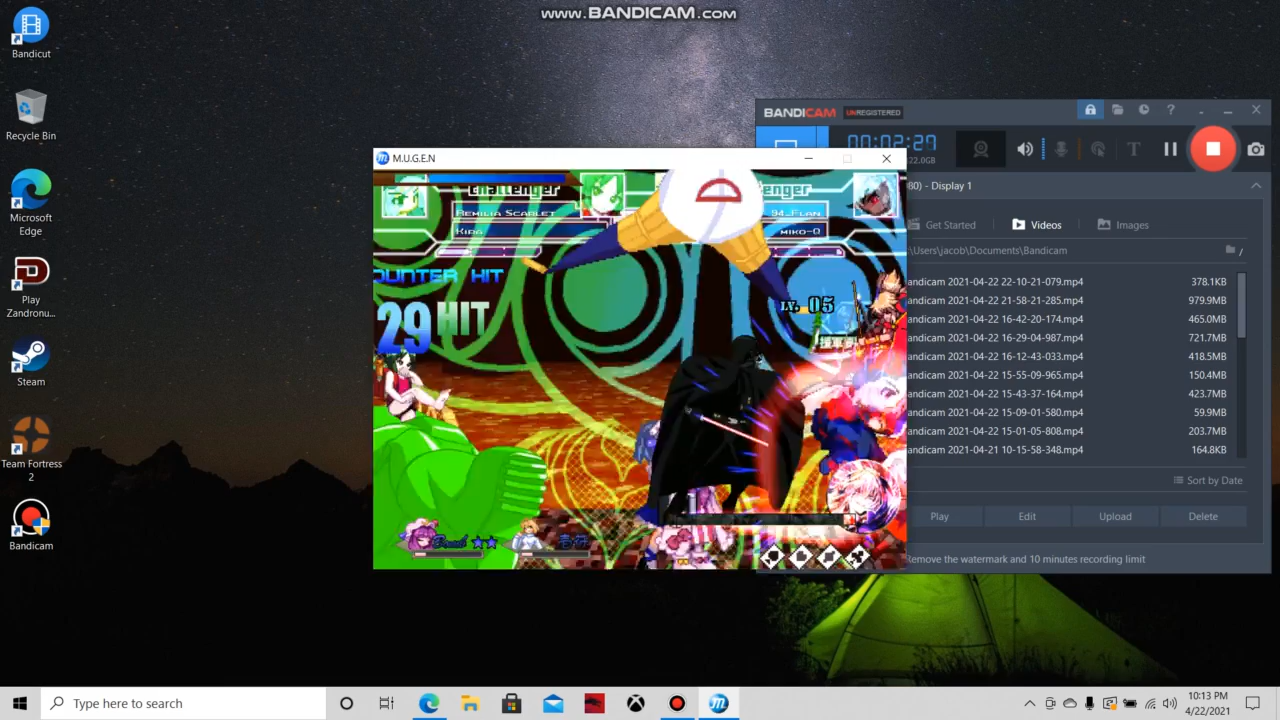 www.BANDICAM.com
Bandicut
Recycle Bin
Microsoft
Edge
Play
Zandronu...
Steam
Team Fortress
2
Bandicam
BANDICAM
UNREGISTERED
00:02:29
22.0GB
80) - Display 1
Get Started
Videos
Images
\Users\jacob\Documents\Bandicam
andicam 2021-04-22 22-10-21-079.mp4 378.1KB
andicam 2021-04-22 21-58-21-285.mp4 979.9MB
andicam 2021-04-22 16-42-20-174.mp4 465.0MB
andicam 2021-04-22 16-29-04-987.mp4 721.7MB
andicam 2021-04-22 16-12-43-033.mp4 418.5MB
andicam 2021-04-22 15-55-09-965.mp4 150.4MB
andicam 2021-04-22 15-43-37-164.mp4 423.7MB
andicam 2021-04-22 15-09-01-580.mp4 59.9MB
andicam 2021-04-22 15-01-05-808.mp4 203.7MB
andicam 2021-04-21 10-15-58-348.mp4 164.8KB
Sort by Date
Play
Edit
Upload
Delete
Remove the watermark and 10 minutes recording limit
M.U.G.E.N
Challenger
enger
Remilia Scarlet
94_Flan
Kira
miko-Q
OUNTER HIT
29 HIT
Lv. 05
Type here to search
10:13 PM
4/22/2021